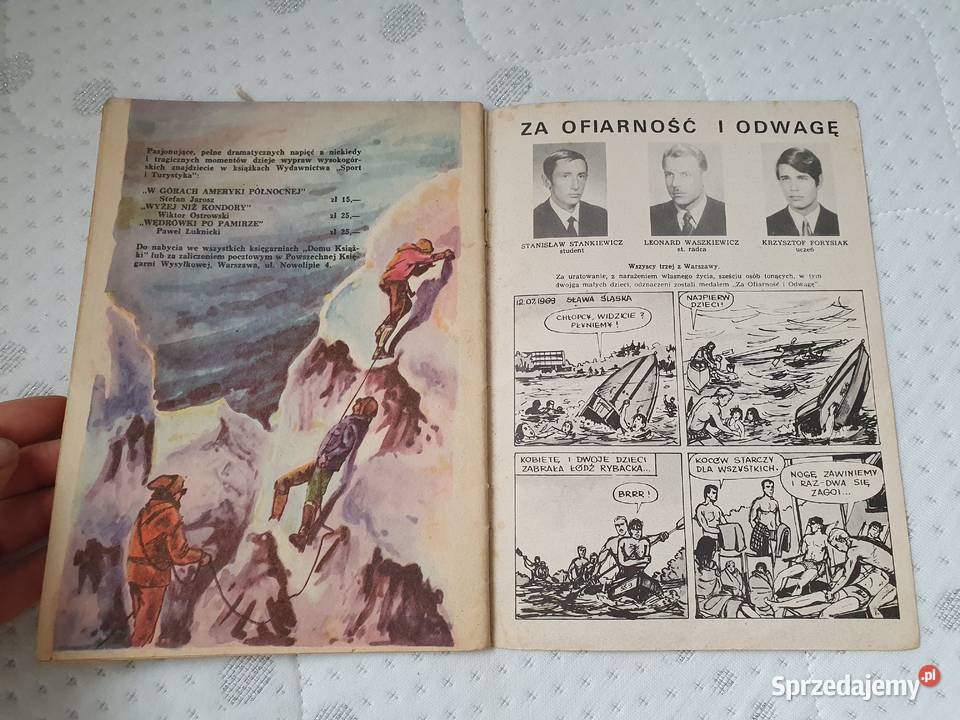 Pasjonujące, pełne dramatycznych napięć a niekiedy
i tragicznych momentów dzieje wypraw wysokogór-
skich znajdziecie w książkach Wydawnictwa „Sport
i Turystyka":
„W GÓRACH AMERYKI PÓŁNOCNEJ"
Stefan Jarosz zł 15,—
„WYŻEJ NIŻ KONDORY"
Wiktor Ostrowski zł 25,—
„WĘDRÓWKI PO PAMIRZE"
Paweł Łuknicki zł 25,—
Do nabycia we wszystkich księgarniach „Domu Książ-
ki" lub za zaliczeniem pocztowym w Powszechnej Księ-
garni Wysyłkowej, Warszawa, ul. Nowolipie 4.
ZA OFIARNOŚĆ I ODWAGĘ
STANISŁAW STANKIEWICZ
student
LEONARD WASZKIEWICZ
st. radca
KRZYSZTOF FORYSIAK
uczeń
Wszyscy trzej z Warszawy.
Za uratowanie, z narażeniem własnego życia, sześciu osób tonących, w tym
dwojga małych dzieci, odznaczeni zostali medalem „Za Ofiarność i Odwagę"
12.07.1969 SŁAWA ŚLĄSKA
CHŁOPCY, WIDZICIE?
PŁYNIEMY!
NAJPIERW
DZIECI!
KOBIETĘ I DWOJE DZIECI
ZABRAŁA ŁÓDŹ RYBACKA...
BRRR!
KOCÓW STARCZY
DLA WSZYSTKICH.
NOGĘ ZAWINIEMY
I RAZ-DWA SIĘ
ZAGOI...
Sprzedajemy.pl